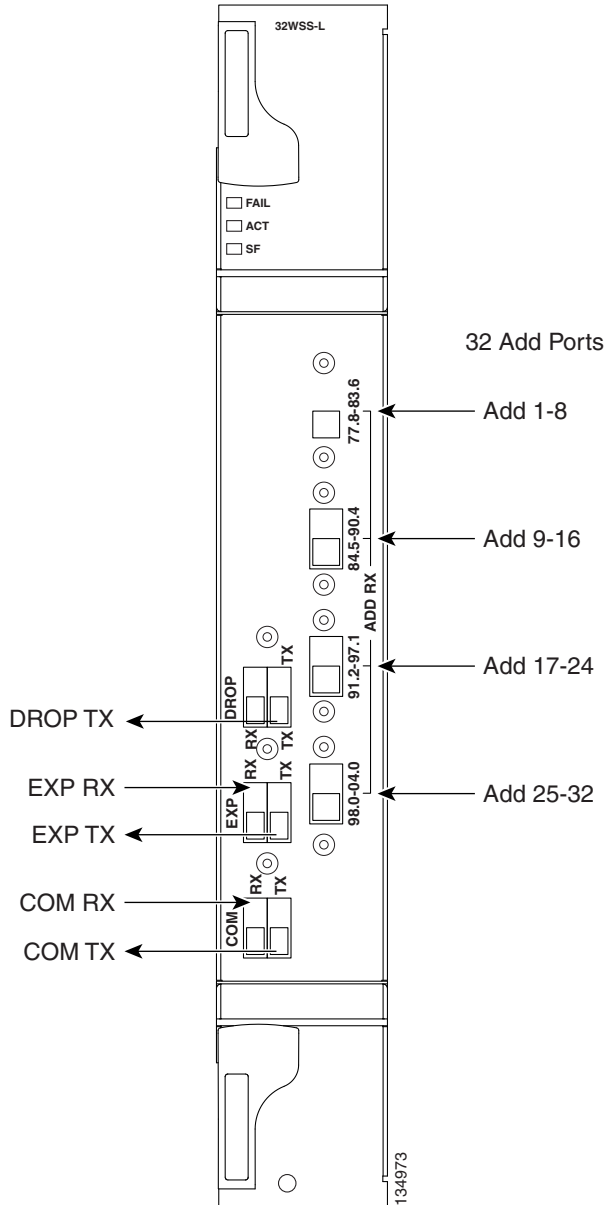 32WSS-L
FAIL
ACT
SF
32 Add Ports
77.8-83.6
Add 1-8
84.5-90.4
Add 9-16
ADD RX
91.2-97.1
Add 17-24
98.0-04.0
Add 25-32
TX
DROP
DROP TX
RX
TX
RX
TX
EXP RX
EXP
EXP TX
RX
TX
COM RX
COM
COM TX
134973